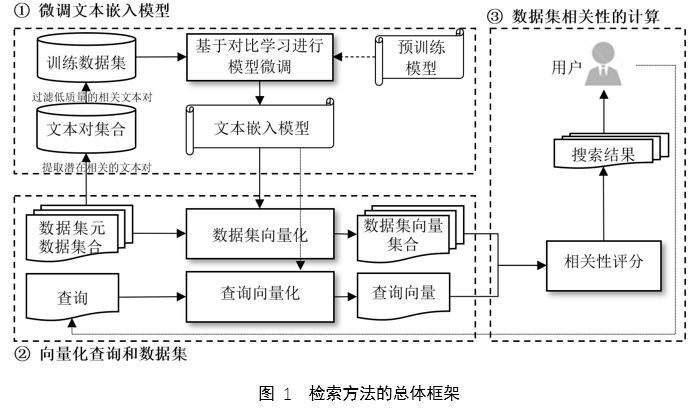 ① 微调文本嵌入模型
训练数据集
基于对比学习进行
模型微调
预训练
模型
过滤低质量的相关文本对
文本对集合
文本嵌入模型
提取潜在相关的文本对
数据集元
数据集合
数据集向量化
数据集向量
集合
查询
查询向量化
查询向量
② 向量化查询和数据集
③ 数据集相关性的计算
用户
搜索结果
相关性评分
图 1 检索方法的总体框架